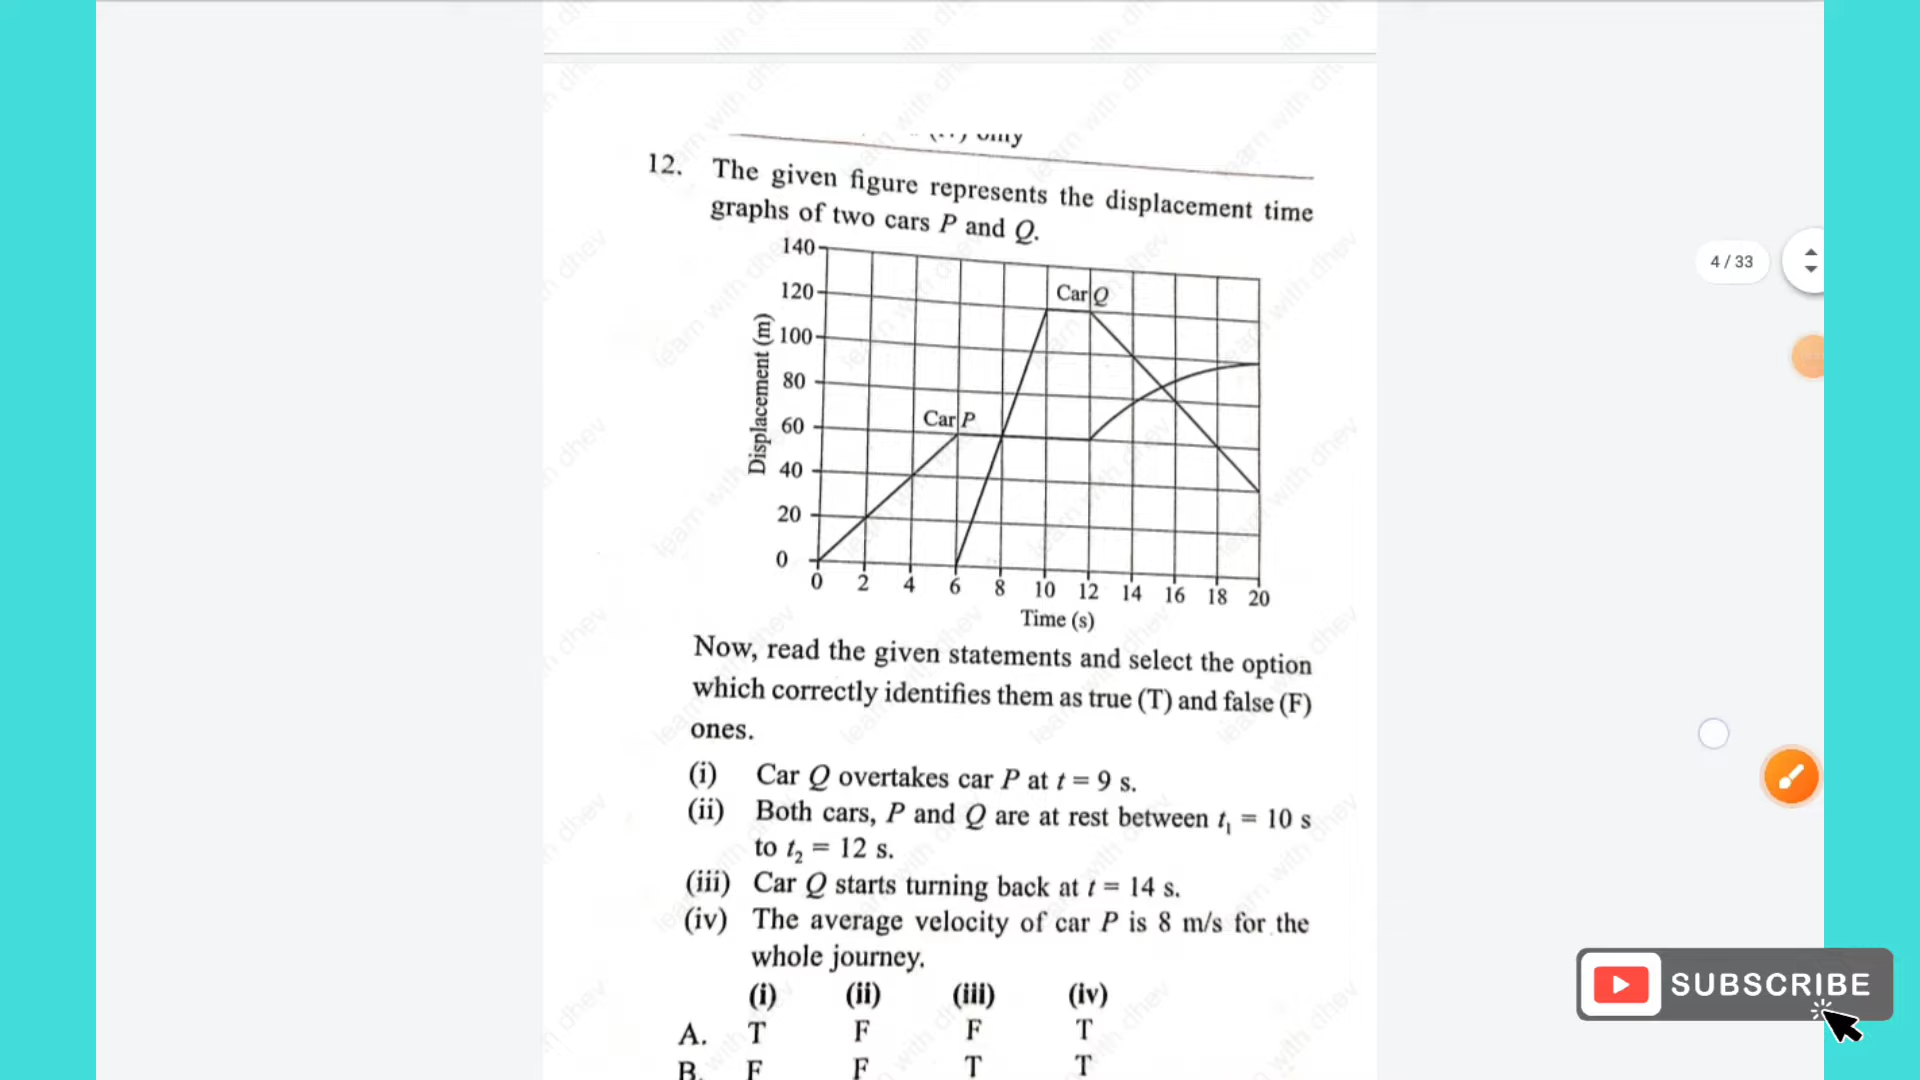 only
12. The given figure represents the displacement time
graphs of two cars P and Q.
140
120
100
80
60
40
20
0
Displacement (m)
Car Q
Car P
0 2 4 6 8 10 12 14 16 18 20
Time (s)
4 / 33
Now, read the given statements and select the option
which correctly identifies them as true (T) and false (F)
ones.
(i) Car Q overtakes car P at t = 9 s.
(ii) Both cars, P and Q are at rest between t₁ = 10 s
to t₂ = 12 s.
(iii) Car Q starts turning back at t = 14 s.
(iv) The average velocity of car P is 8 m/s for the
whole journey.
(i) (ii) (iii) (iv)
A. T F F T
B. F F T T
SUBSCRIBE
learn with dhev